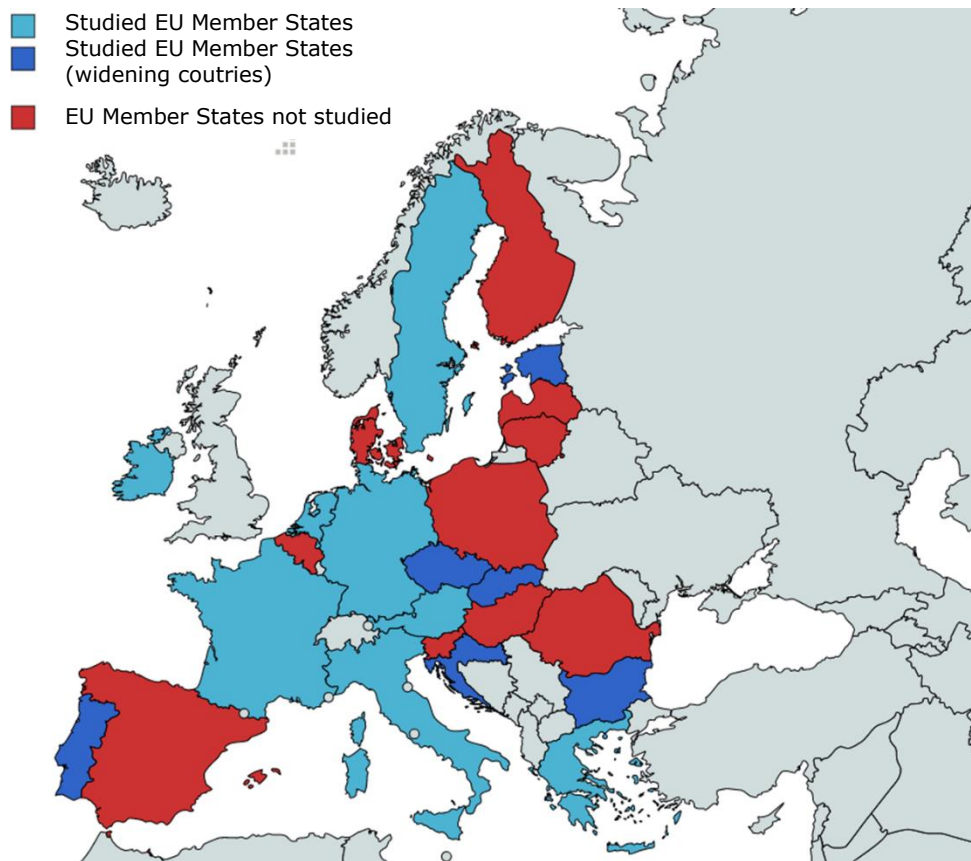 Studied EU Member States
Studied EU Member States
(widening coutries)
EU Member States not studied